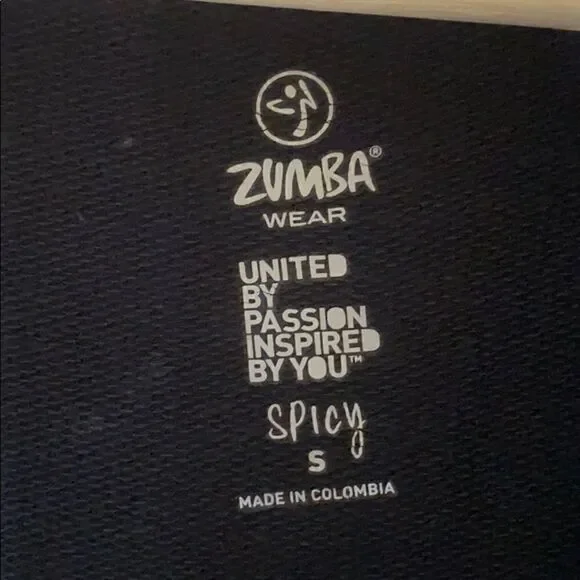 ZUMBA®
WEAR
UNITED
BY
PASSION
INSPIRED
BY YOU™
SPICY
S
MADE IN COLOMBIA